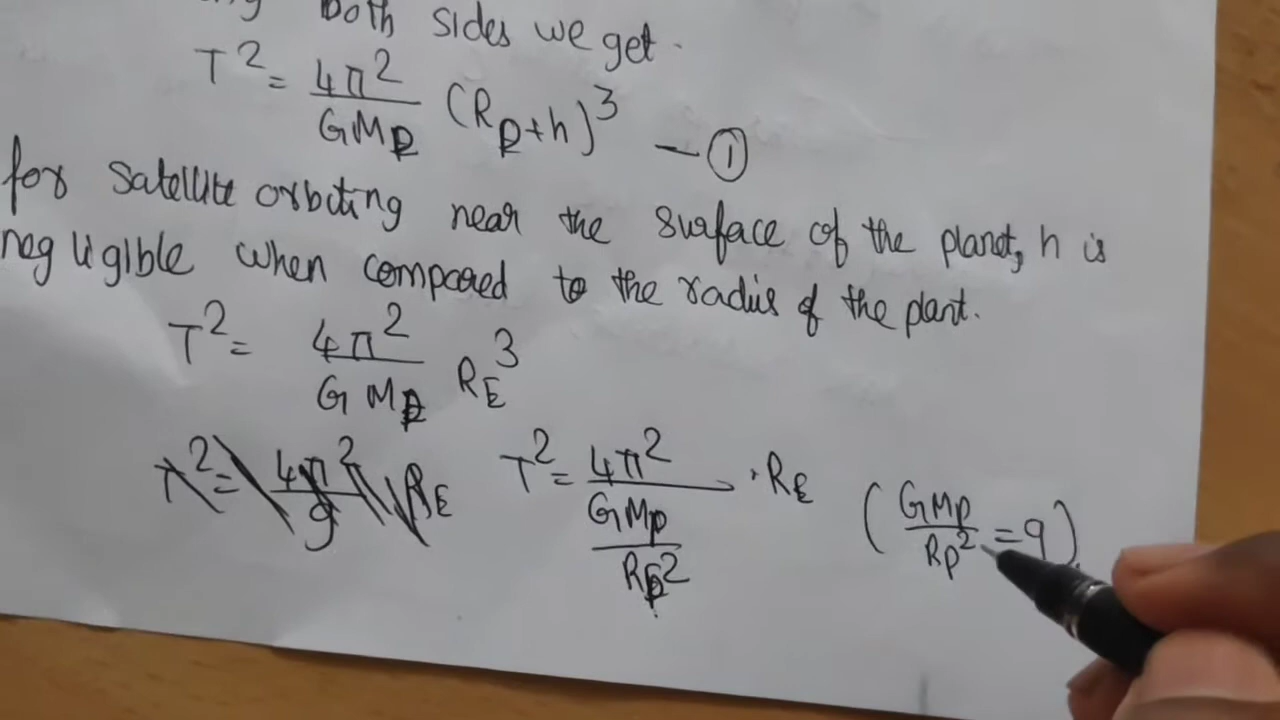 both sides we get.
T² = 4π²/GMP (RP+h)³ — ①
for satellite orbiting near the surface of the planet, h is
negligible when compared to the radius of the plant.
T² = 4π²/GMP RE³
T² = 4π²/g RE T² = 4π²/(GMP/RP²) . RE (GMP/RP² = g)